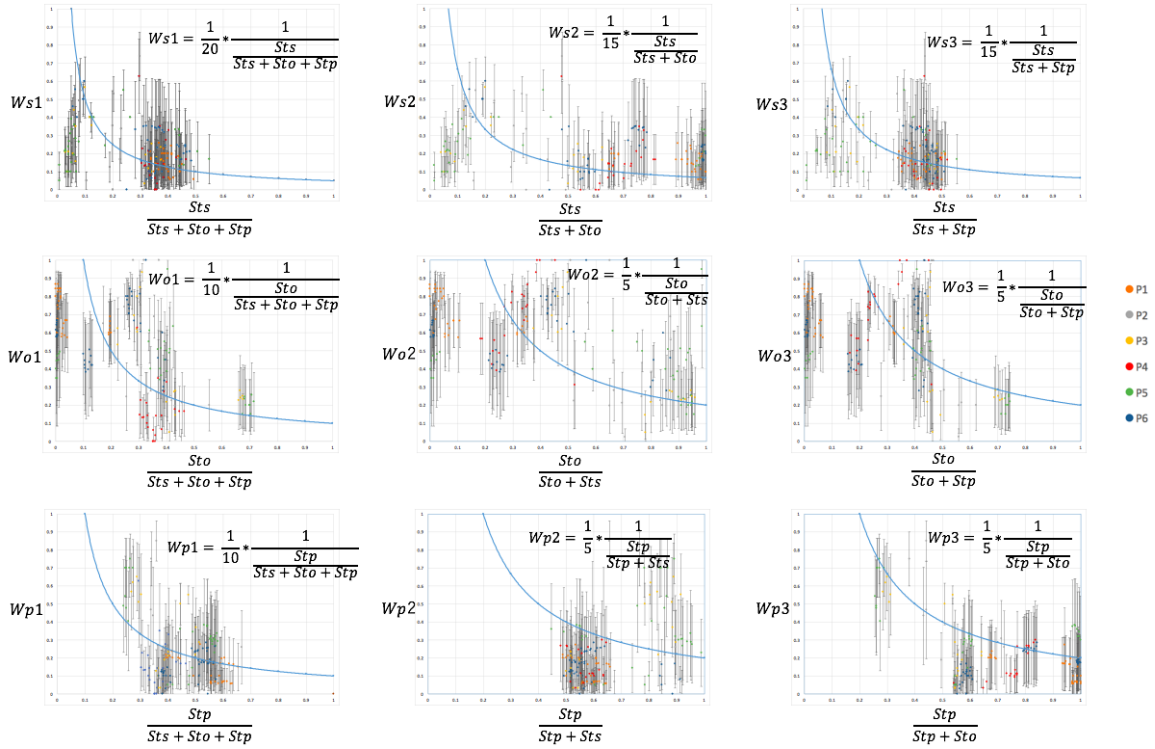 Ws1 = 1/20 * 1/(Sts/(Sts + Sto + Stp))
Ws1
Sts/(Sts + Sto + Stp)
Ws2 = 1/15 * 1/(Sts/(Sts + Sto))
Ws2
Sts/(Sts + Sto)
Ws3 = 1/15 * 1/(Sts/(Sts + Stp))
Ws3
Sts/(Sts + Stp)
Wo1 = 1/10 * 1/(Sto/(Sts + Sto + Stp))
Wo1
Sto/(Sts + Sto + Stp)
Wo2 = 1/5 * 1/(Sto/(Sto + Sts))
Wo2
Sto/(Sto + Sts)
Wo3 = 1/5 * 1/(Sto/(Sto + Stp))
Wo3
Sto/(Sto + Stp)
P1
P2
P3
P4
P5
P6
Wp1 = 1/10 * 1/(Stp/(Sts + Sto + Stp))
Wp1
Stp/(Sts + Sto + Stp)
Wp2 = 1/5 * 1/(Stp/(Stp + Sts))
Wp2
Stp/(Stp + Sts)
Wp3 = 1/5 * 1/(Stp/(Stp + Sto))
Wp3
Stp/(Stp + Sto)